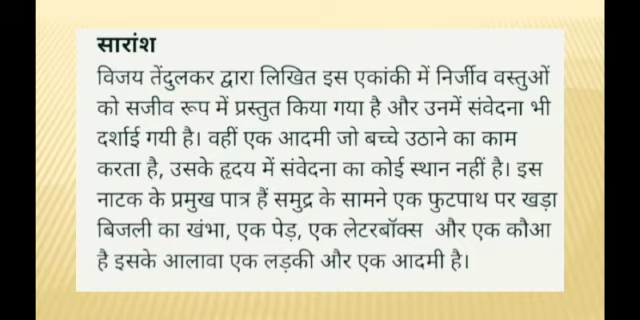 सारांश
विजय तेंदुलकर द्वारा लिखित इस एकांकी में निर्जीव वस्तुओं
को सजीव रूप में प्रस्तुत किया गया है और उनमें संवेदना भी
दर्शाई गयी है। वहीं एक आदमी जो बच्चे उठाने का काम
करता है, उसके हृदय में संवेदना का कोई स्थान नहीं है। इस
नाटक के प्रमुख पात्र हैं समुद्र के सामने एक फुटपाथ पर खड़ा
बिजली का खंभा, एक पेड़, एक लेटरबॉक्स और एक कौआ
है इसके आलावा एक लड़की और एक आदमी है।